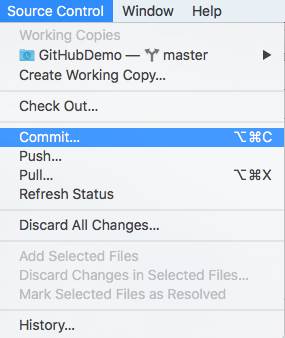 Source Control Window Help
Working Copies
GitHubDemo — master
Create Working Copy...
Check Out...
Commit... ⌥⌘C
Push...
Pull... ⌥⌘X
Refresh Status
Discard All Changes...
Add Selected Files
Discard Changes in Selected Files...
Mark Selected Files as Resolved
History...